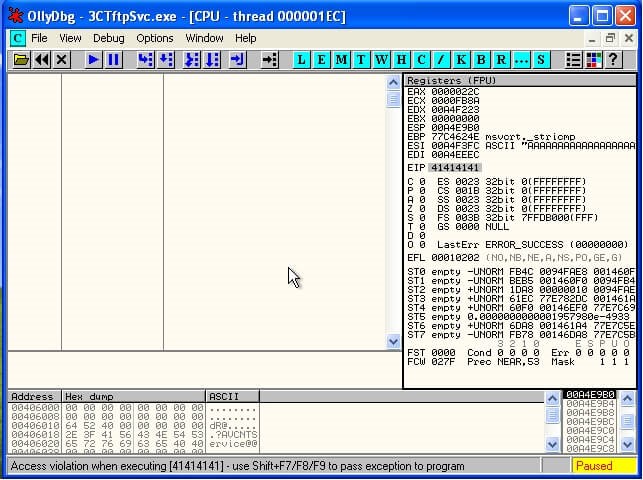 OllyDbg - 3CTftpSvc.exe - [CPU - thread 000001EC]
C File View Debug Options Window Help
L E M T W H C / K B R ... S ?
Registers (FPU)
EAX 0000022C
ECX 0000FB8A
EDX 00A4F223
EBX 00000000
ESP 00A4E9B0
EBP 77C4624E msvcrt._stricmp
ESI 00A4F3FC ASCII "AAAAAAAAAAAAAAAAAA
EDI 00A4EEEC
EIP 41414141
C 0 ES 0023 32bit 0(FFFFFFFF)
P 0 CS 001B 32bit 0(FFFFFFFF)
A 0 SS 0023 32bit 0(FFFFFFFF)
Z 0 DS 0023 32bit 0(FFFFFFFF)
S 0 FS 003B 32bit 7FFDB000(FFF)
T 0 GS 0000 NULL
D 0
O 0 LastErr ERROR_SUCCESS (00000000)
EFL 00010202 (NO,NB,NE,A,NS,PO,GE,G)
ST0 empty -UNORM FB4C 0094FAE8 001460F
ST1 empty -UNORM BEB5 001460F0 0094FB4
ST2 empty +UNORM 1DA8 00000010 0094FAE
ST3 empty +UNORM 61EC 77E782DC 001461A
ST4 empty +UNORM 60F0 00146EF0 77E7C69
ST5 empty 0.0000000000001957980e-4933
ST6 empty +UNORM 6DA8 001461A4 77E7C5E
ST7 empty -UNORM FB78 00146DA8 77E7C5B
3 2 1 0 E S P U O
FST 0000 Cond 0 0 0 0 Err 0 0 0 0 0
FCW 027F Prec NEAR,53 Mask 1 1 1
Address Hex dump ASCII
00406000 00 00 00 00 00 00 00 00 ........
00406008 00 00 00 00 00 00 00 00 ........
00406010 64 52 40 00 00 00 00 00 dR@.....
00406018 2E 3F 41 56 43 4E 54 53 .?AVCNTS
00406020 65 72 76 69 63 65 40 40 ervice@@
00A4E9B0
00A4E9B4
00A4E9B8
00A4E9BC
00A4E9C0
00A4E9C4
00A4E9C8
Access violation when executing [41414141] - use Shift+F7/F8/F9 to pass exception to program
Paused